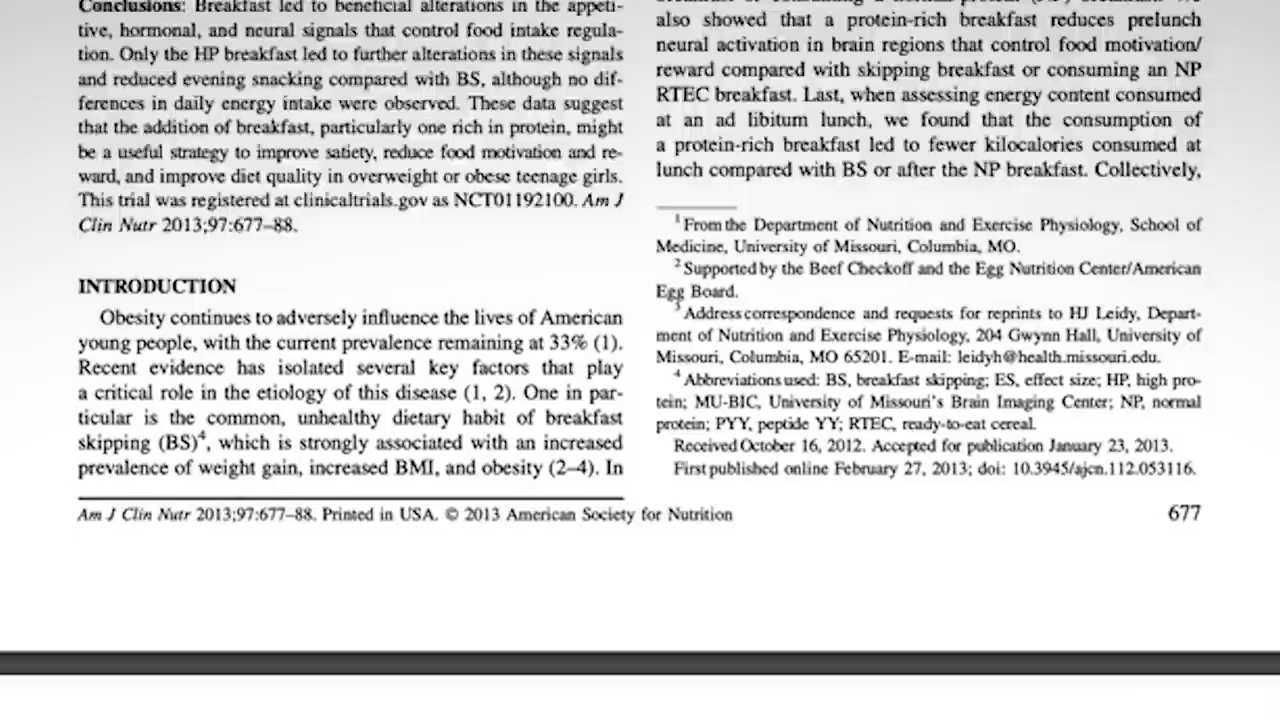 Conclusions: Breakfast led to beneficial alterations in the appeti-
tive, hormonal, and neural signals that control food intake regula-
tion. Only the HP breakfast led to further alterations in these signals
and reduced evening snacking compared with BS, although no dif-
ferences in daily energy intake were observed. These data suggest
that the addition of breakfast, particularly one rich in protein, might
be a useful strategy to improve satiety, reduce food motivation and re-
ward, and improve diet quality in overweight or obese teenage girls.
This trial was registered at clinicaltrials.gov as NCT01192100. Am J
Clin Nutr 2013;97:677–88.
INTRODUCTION
Obesity continues to adversely influence the lives of American
young people, with the current prevalence remaining at 33% (1).
Recent evidence has isolated several key factors that play
a critical role in the etiology of this disease (1, 2). One in par-
ticular is the common, unhealthy dietary habit of breakfast
skipping (BS)4, which is strongly associated with an increased
prevalence of weight gain, increased BMI, and obesity (2–4). In
also showed that a protein-rich breakfast reduces prelunch
neural activation in brain regions that control food motivation/
reward compared with skipping breakfast or consuming an NP
RTEC breakfast. Last, when assessing energy content consumed
at an ad libitum lunch, we found that the consumption of
a protein-rich breakfast led to fewer kilocalories consumed at
lunch compared with BS or after the NP breakfast. Collectively,
1 From the Department of Nutrition and Exercise Physiology, School of
Medicine, University of Missouri, Columbia, MO.
2 Supported by the Beef Checkoff and the Egg Nutrition Center/American
Egg Board.
3 Address correspondence and requests for reprints to HJ Leidy, Depart-
ment of Nutrition and Exercise Physiology, 204 Gwynn Hall, University of
Missouri, Columbia, MO 65201. E-mail: leidyh@health.missouri.edu.
4 Abbreviations used: BS, breakfast skipping; ES, effect size; HP, high pro-
tein; MU-BIC, University of Missouri's Brain Imaging Center; NP, normal
protein; PYY, peptide YY; RTEC, ready-to-eat cereal.
Received October 16, 2012. Accepted for publication January 23, 2013.
First published online February 27, 2013; doi: 10.3945/ajcn.112.053116.
Am J Clin Nutr 2013;97:677–88. Printed in USA. © 2013 American Society for Nutrition
677